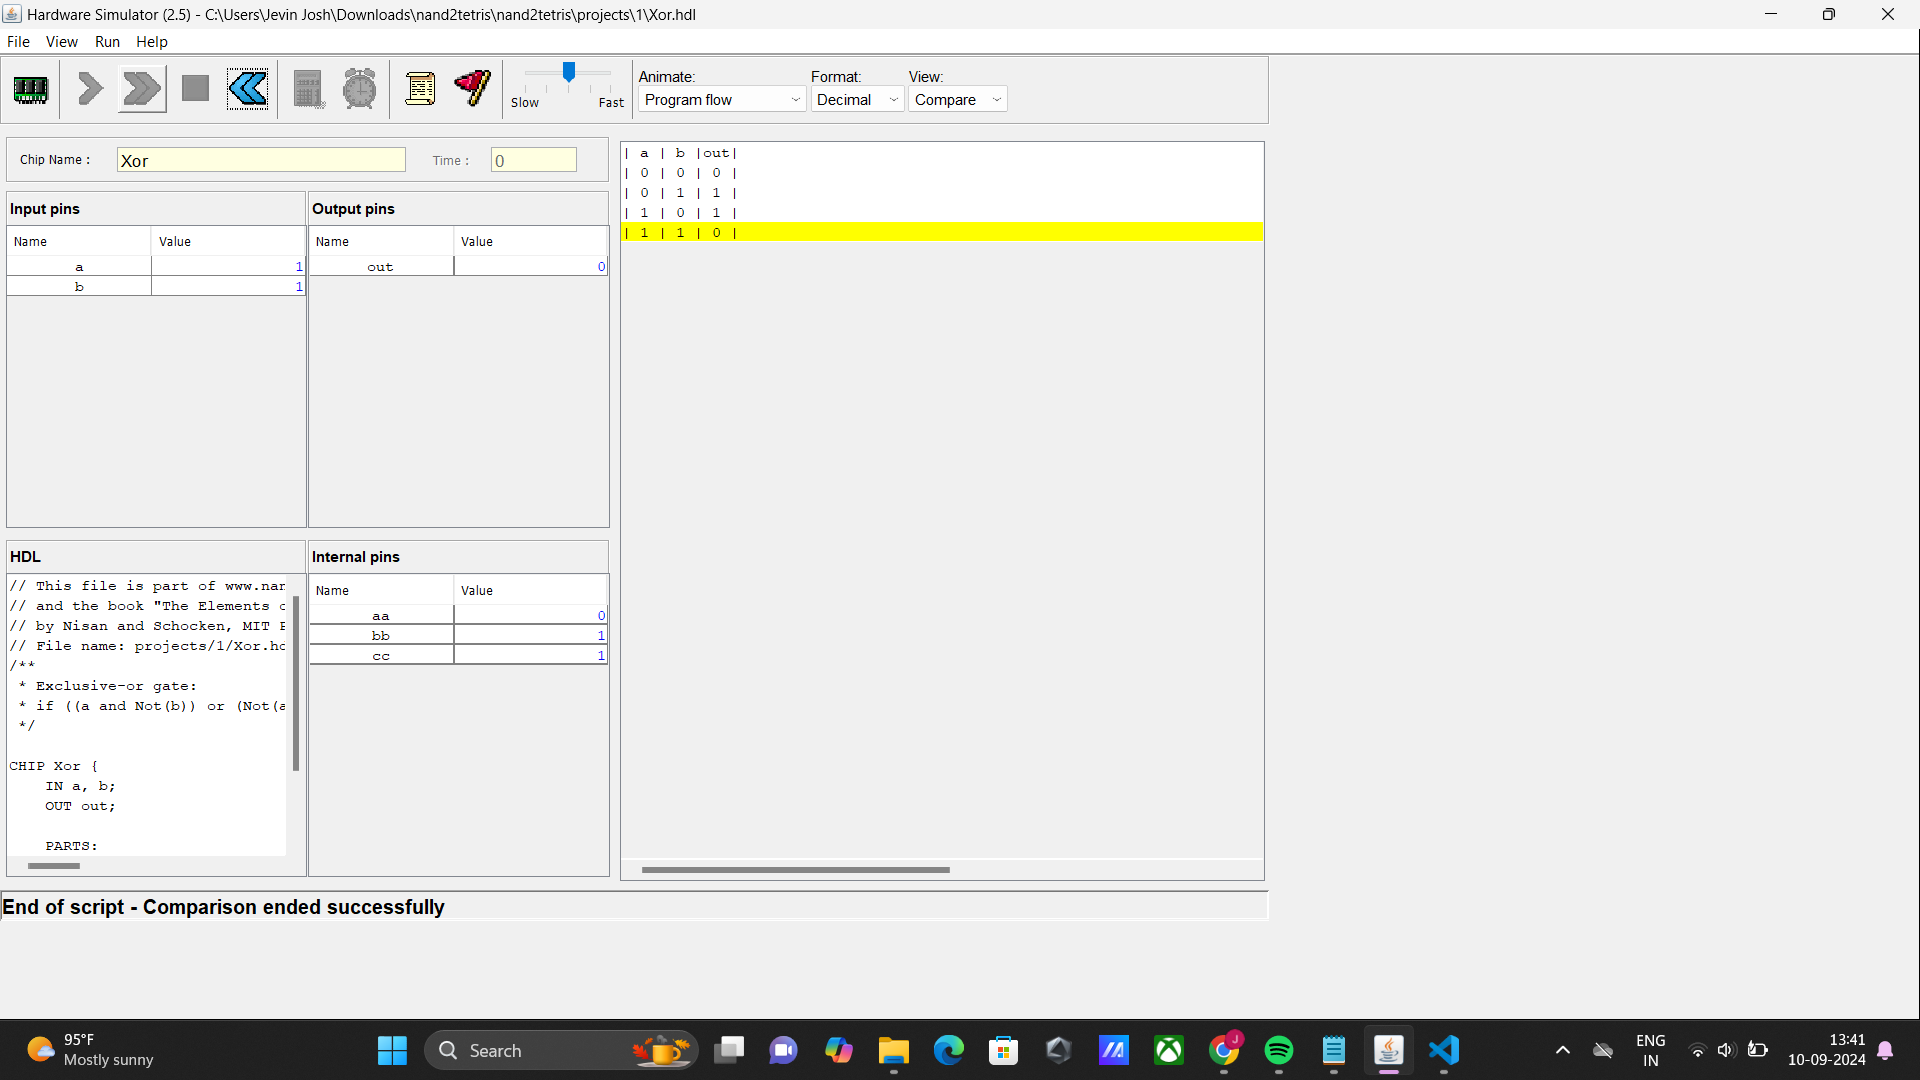 Hardware Simulator (2.5) - C:\Users\Jevin Josh\Downloads\nand2tetris\nand2tetris\projects\1\Xor.hdl
File View Run Help
Slow Fast
Animate: Format: View:
Program flow Decimal Compare
Chip Name : Xor Time : 0
Input pins
Name Value
a 1
b 1
Output pins
Name Value
out 0
| a | b |out|
| 0 | 0 | 0 |
| 0 | 1 | 1 |
| 1 | 0 | 1 |
| 1 | 1 | 0 |
HDL
// This file is part of www.nan
// and the book "The Elements o
// by Nisan and Schocken, MIT P
// File name: projects/1/Xor.hd
/**
* Exclusive-or gate:
* if ((a and Not(b)) or (Not(a
*/
CHIP Xor {
IN a, b;
OUT out;
PARTS:
Internal pins
Name Value
aa 0
bb 1
cc 1
End of script - Comparison ended successfully
95°F
Mostly sunny
Search
J
ENG
IN
13:41
10-09-2024